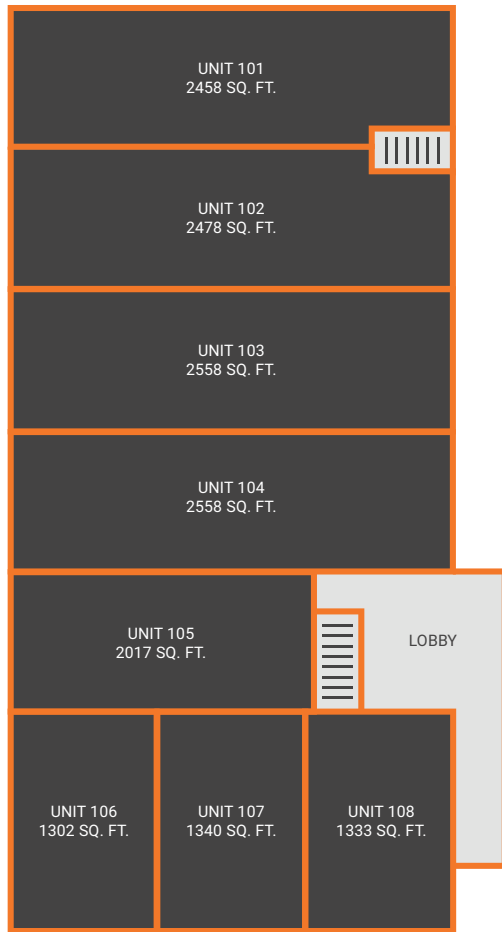 UNIT 101
2458 SQ. FT.
UNIT 102
2478 SQ. FT.
UNIT 103
2558 SQ. FT.
UNIT 104
2558 SQ. FT.
UNIT 105
2017 SQ. FT.
LOBBY
UNIT 106
1302 SQ. FT.
UNIT 107
1340 SQ. FT.
UNIT 108
1333 SQ. FT.